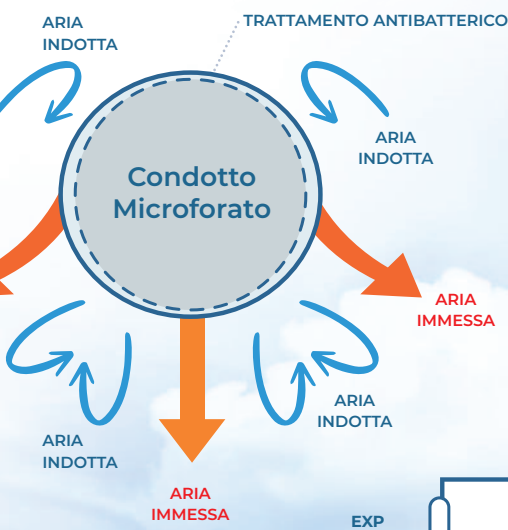 ARIA
INDOTTA
TRATTAMENTO ANTIBATTERICO
ARIA
INDOTTA
Condotto
Microforato
ARIA
IMMESSA
ARIA
INDOTTA
ARIA
INDOTTA
ARIA
IMMESSA
EXP